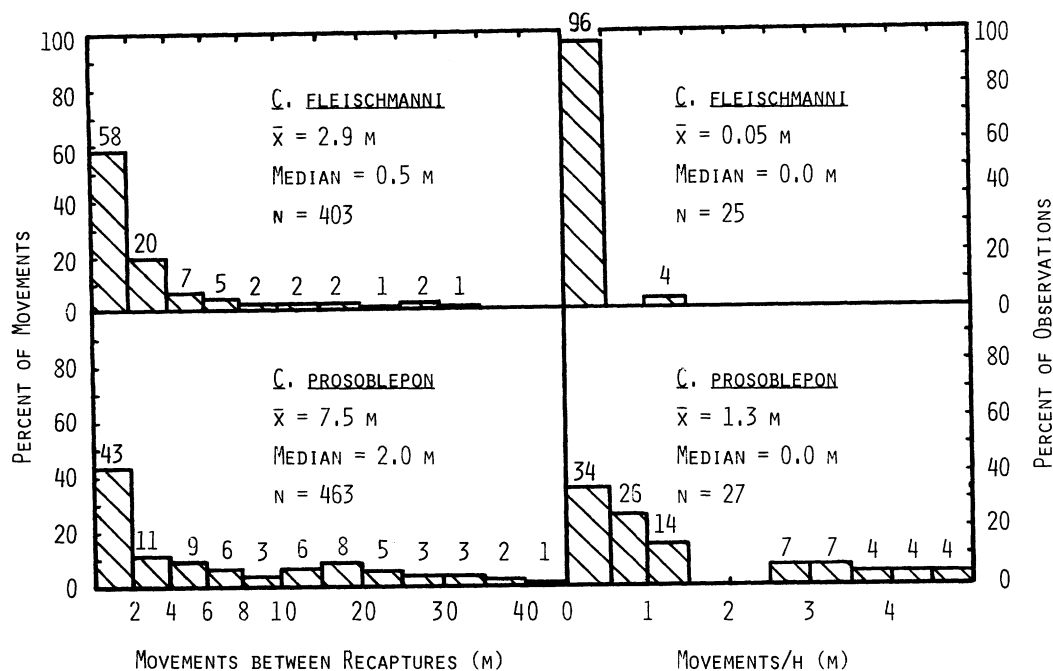 96
100
80
60
40
20
0
58
20
7
5
2
2
2
1
2
1
C. FLEISCHMANNI
X̄ = 2.9 M
MEDIAN = 0.5 M
N = 403
4
C. FLEISCHMANNI
X̄ = 0.05 M
MEDIAN = 0.0 M
N = 25
100
80
60
40
20
0
PERCENT OF MOVEMENTS
PERCENT OF OBSERVATIONS
80
60
40
20
0
43
11
9
6
3
6
8
5
3
3
2
1
C. PROSOBLEPON
X̄ = 7.5 M
MEDIAN = 2.0 M
N = 463
34
26
14
7
7
4
4
4
C. PROSOBLEPON
X̄ = 1.3 M
MEDIAN = 0.0 M
N = 27
80
60
40
20
0
2 4 6 8 10 20 30 40
0 1 2 3 4
MOVEMENTS BETWEEN RECAPTURES (M)
MOVEMENTS/H (M)